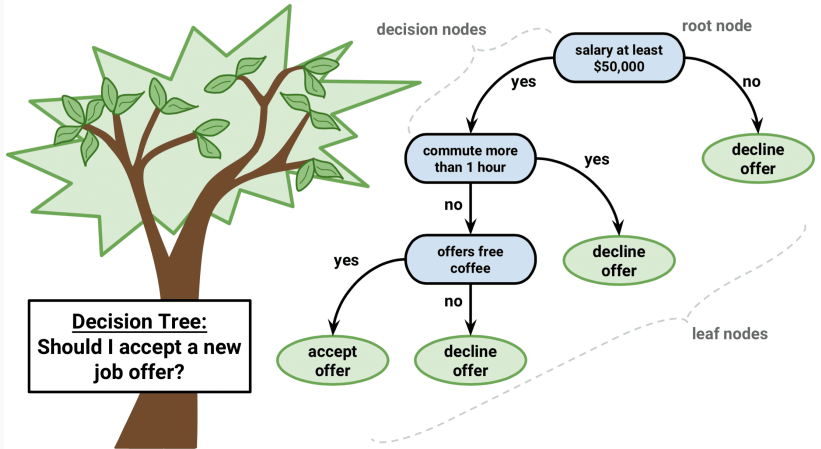 decision nodes
root node
salary at least
$50,000
yes
no
commute more
than 1 hour
decline
offer
yes
no
offers free
coffee
decline
offer
yes
no
Decision Tree:
Should I accept a new
job offer?
accept
offer
decline
offer
leaf nodes